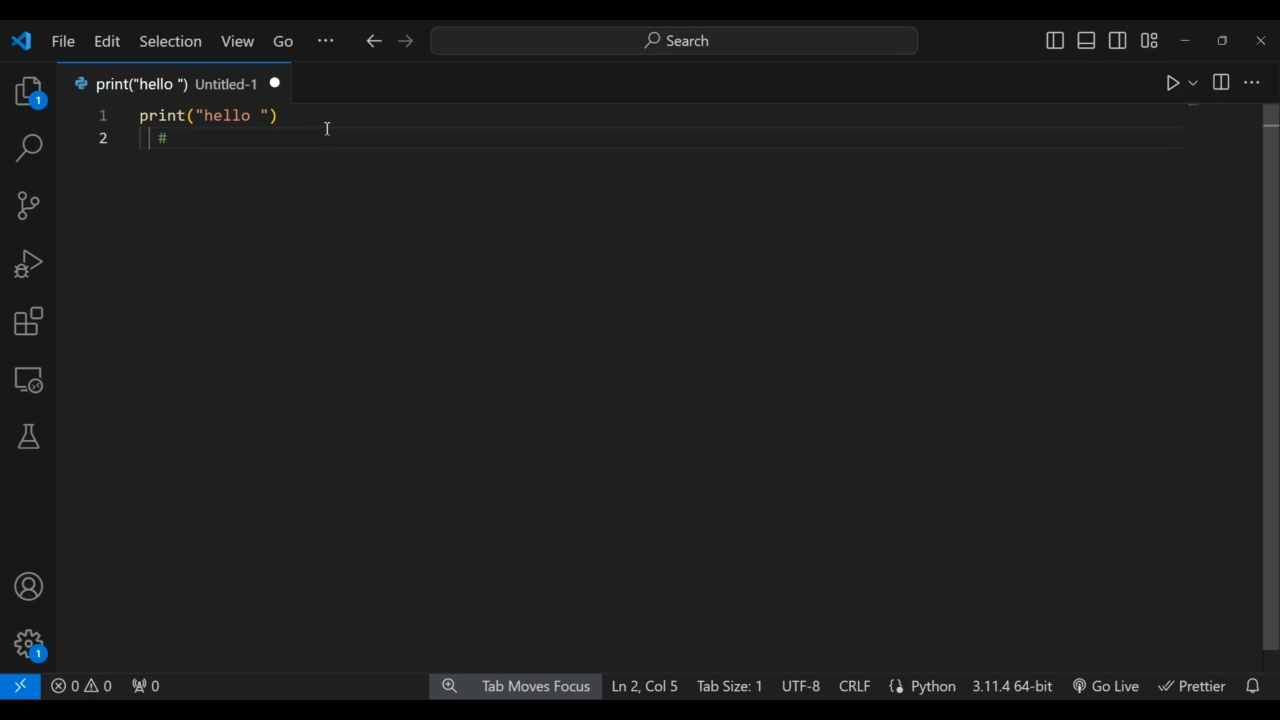 File Edit Selection View Go ··· Search
print("hello ") Untitled-1
1 print("hello ")
2 #
1
1
0 0 0 Tab Moves Focus Ln 2, Col 5 Tab Size: 1 UTF-8 CRLF Python 3.11.4 64-bit Go Live Prettier